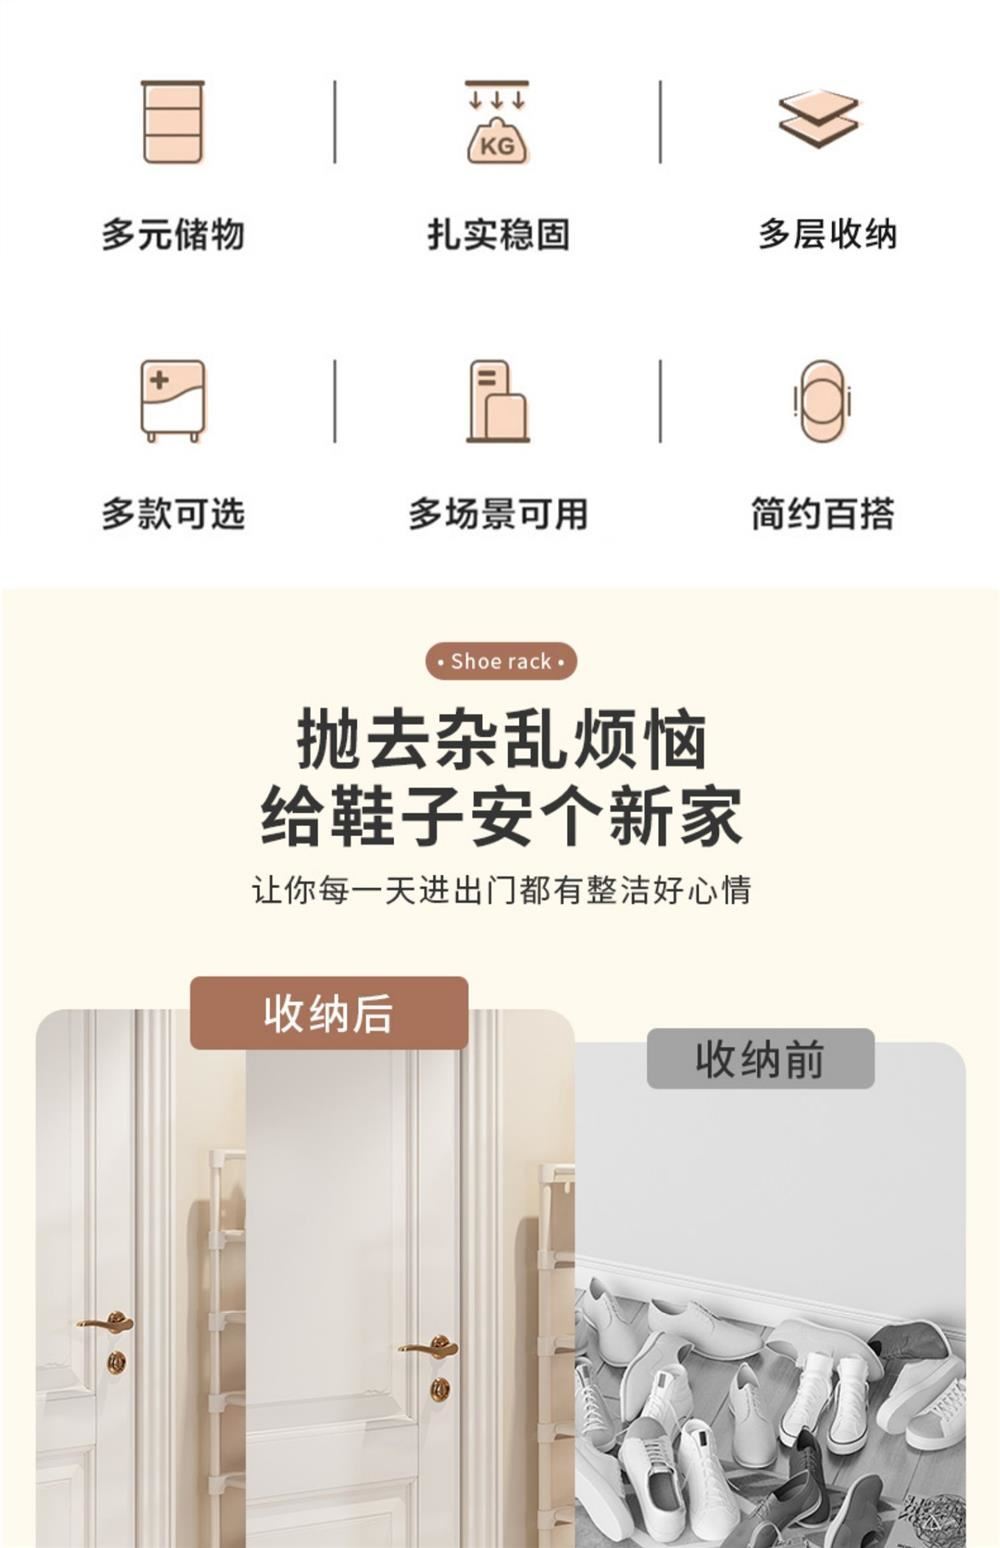 多元储物
扎实稳固
多层收纳
KG
多款可选
多场景可用
简约百搭
• Shoe rack •
抛去杂乱烦恼
给鞋子安个新家
让你每一天进出门都有整洁好心情
收纳后
收纳前